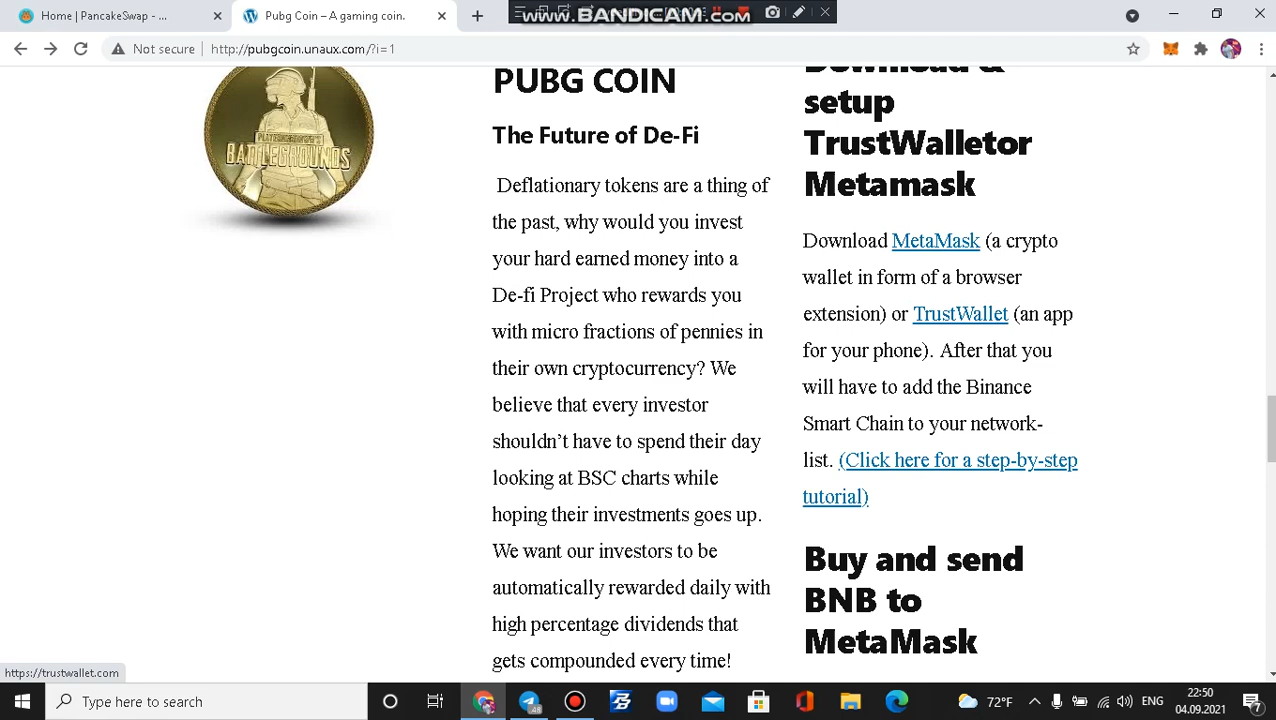 Home | PinkSale - ...
Pubg Coin – A gaming coin.
www.BANDICAM.com
Not secure
http://pubgcoin.unaux.com/?i=1
PLAYERUNKNOWN'S
BATTLEGROUNDS
PUBG COIN
The Future of De-Fi
Deflationary tokens are a thing of
the past, why would you invest
your hard earned money into a
De-fi Project who rewards you
with micro fractions of pennies in
their own cryptocurrency? We
believe that every investor
shouldn’t have to spend their day
looking at BSC charts while
hoping their investments goes up.
We want our investors to be
automatically rewarded daily with
high percentage dividends that
gets compounded every time!
Download &
setup
TrustWalletor
Metamask
Download MetaMask (a crypto
wallet in form of a browser
extension) or TrustWallet (an app
for your phone). After that you
will have to add the Binance
Smart Chain to your network-
list. (Click here for a step-by-step
tutorial)
Buy and send
BNB to
MetaMask
https://trustwallet.com
Type here to search
72°F
ENG
22:50
04.09.2021